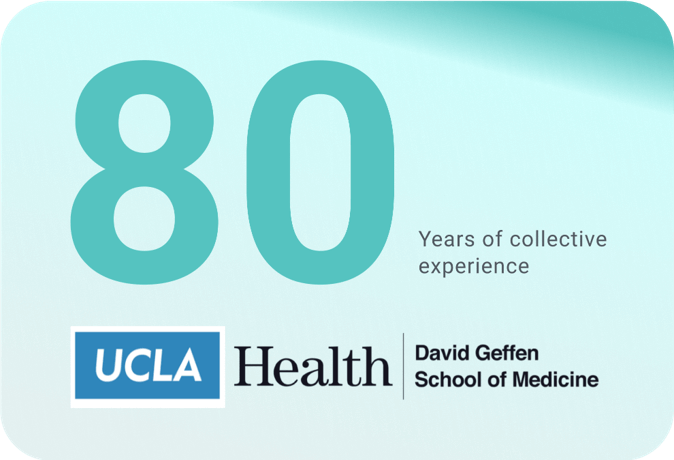 80
Years of collective
experience
UCLA Health
David Geffen
School of Medicine